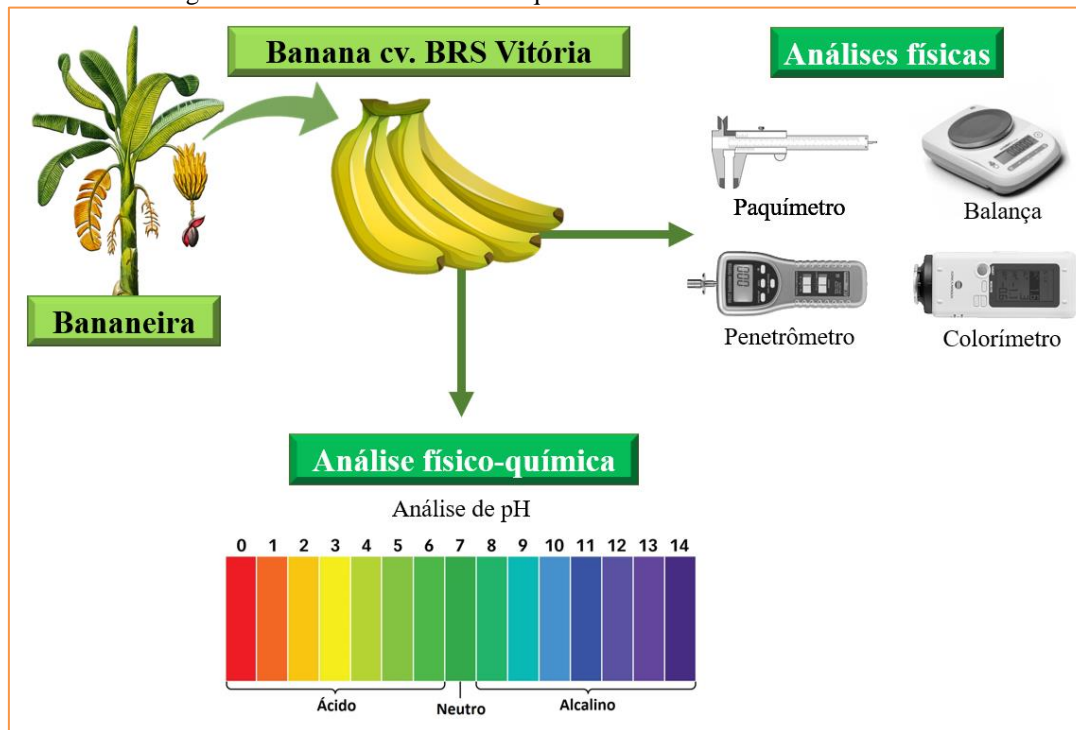 Banana cv. BRS Vitória
Análises físicas
Paquímetro
Balança
Bananeira
Penetrômetro
Colorímetro
Análise físico-química
Análise de pH
0 1 2 3 4 5 6 7 8 9 10 11 12 13 14
Ácido
Neutro
Alcalino